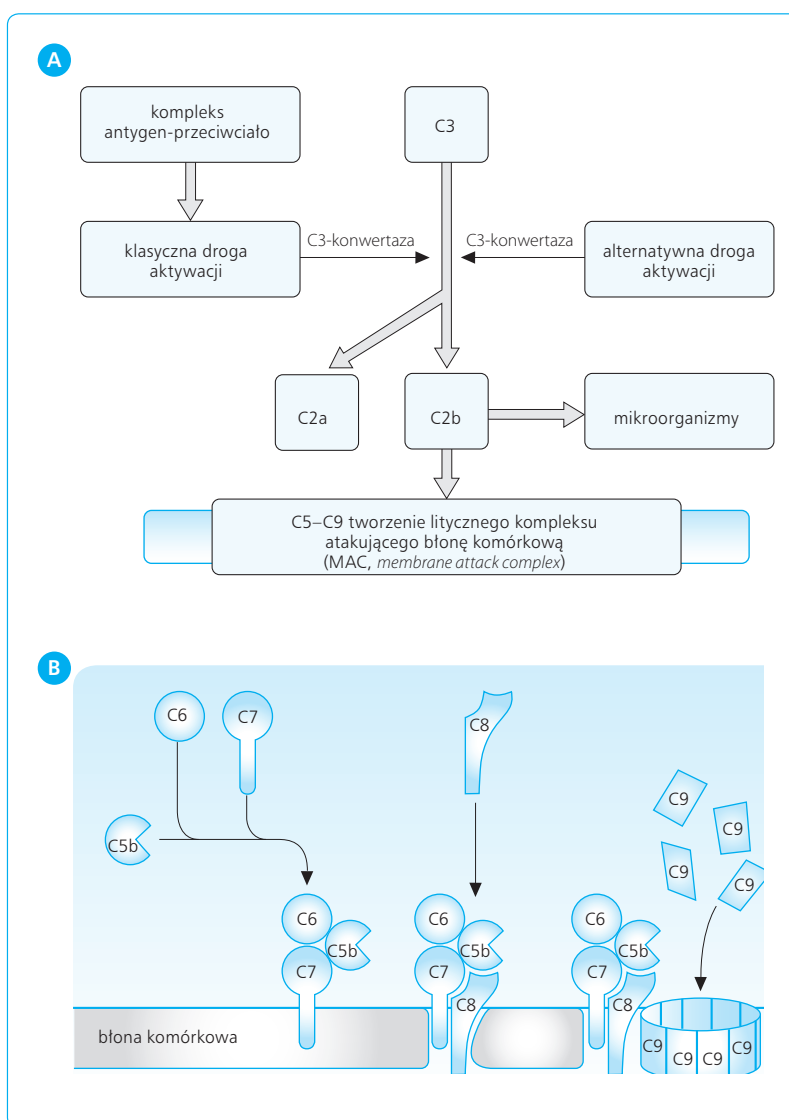 A
kompleks
antygen-przeciwciało
C3
klasyczna droga
aktywacji
C3-konwertaza
C3-konwertaza
alternatywna droga
aktywacji
C2a
C2b
mikroorganizmy
C5–C9 tworzenie litycznego kompleksu
atakującego błonę komórkową
(MAC, membrane attack complex)
B
C6
C7
C8
C9
C9
C9
C9
C5b
C6
C5b
C7
C6
C5b
C7
C8
C6
C5b
C7
C8
błona komórkowa
C9
C9
C9
C9